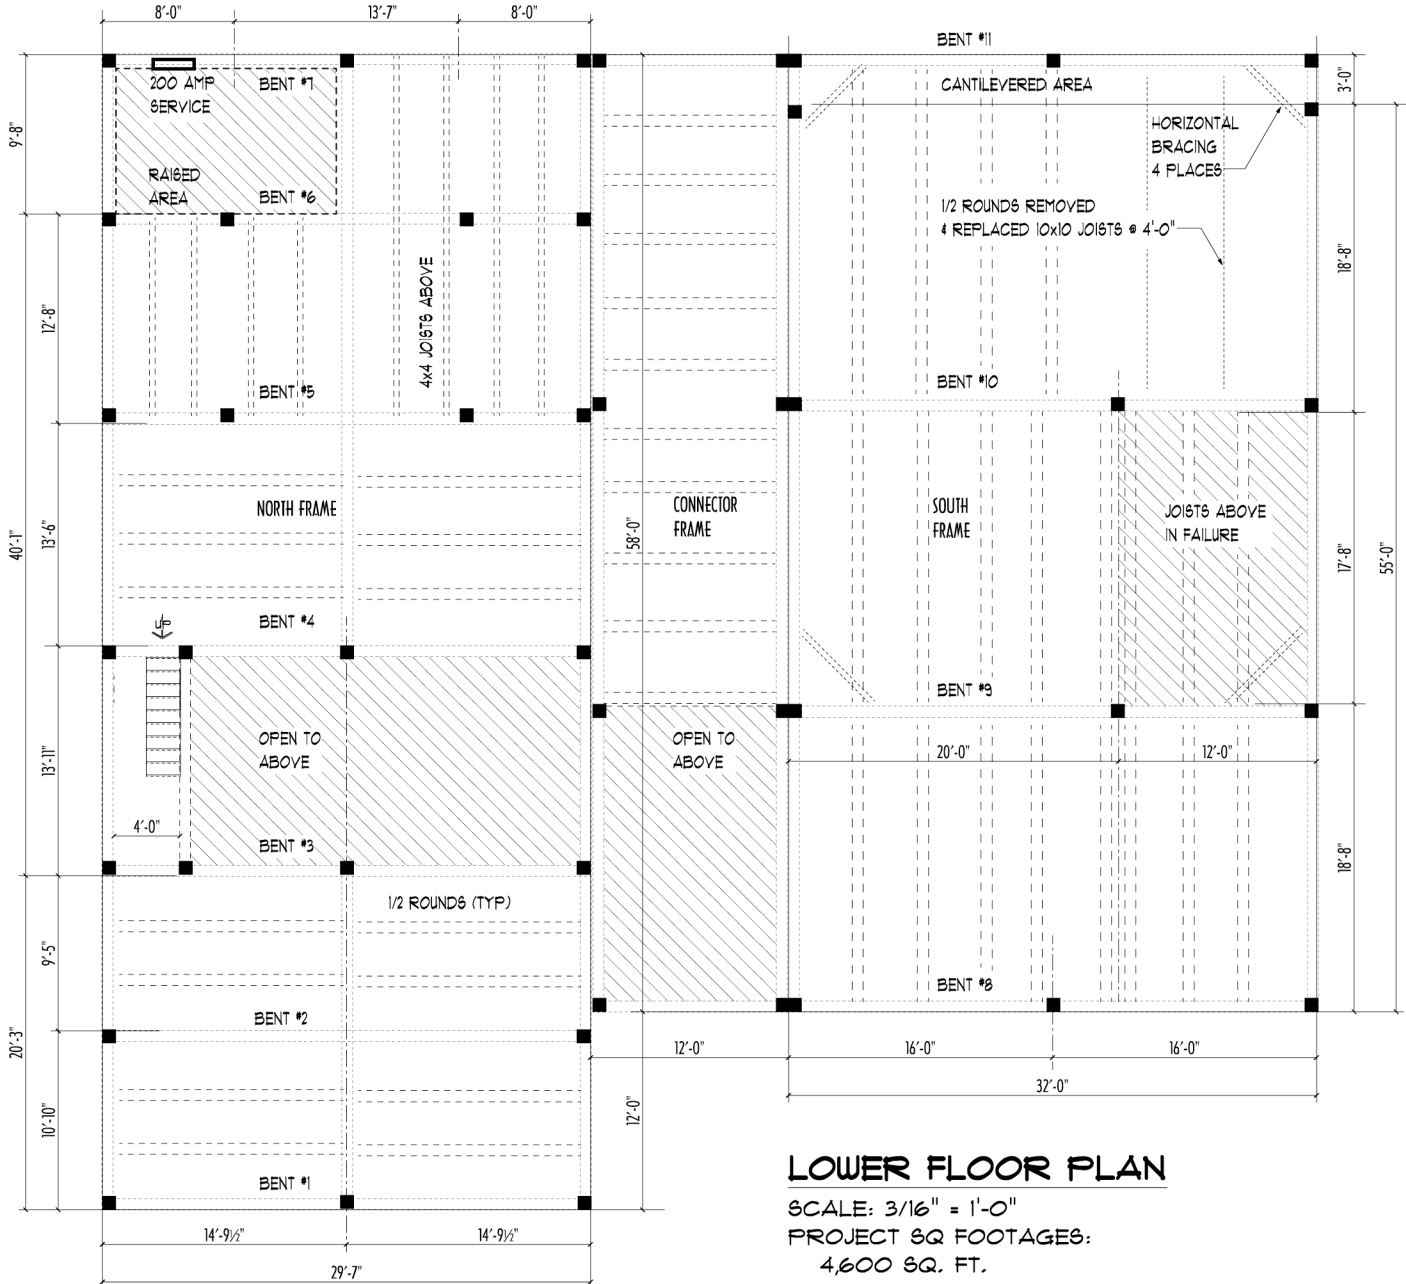 8'-0"
13'-7"
8'-0"
BENT #11
200 AMP
SERVICE
BENT #7
CANTILEVERED AREA
3'-0"
9'-8"
HORIZONTAL
BRACING
4 PLACES
RAISED
AREA
BENT #6
1/2 ROUNDS REMOVED
& REPLACED 10x10 JOISTS @ 4'-0"
12'-8"
4x4 JOISTS ABOVE
18'-8"
BENT #5
BENT #10
40'-1"
13'-6"
NORTH FRAME
58'-0"
CONNECTOR
FRAME
SOUTH
FRAME
JOISTS ABOVE
IN FAILURE
17'-8"
55'-0"
UP
BENT #4
BENT #9
13'-11"
OPEN TO
ABOVE
OPEN TO
ABOVE
20'-0"
12'-0"
4'-0"
BENT #3
18'-8"
1/2 ROUNDS (TYP)
9'-5"
BENT #8
BENT #2
20'-3"
12'-0"
16'-0"
16'-0"
32'-0"
10'-10"
12'-0"
BENT #1
LOWER FLOOR PLAN
SCALE: 3/16" = 1'-0"
PROJECT SQ FOOTAGES:
4,600 SQ. FT.
14'-9½"
14'-9½"
29'-7"